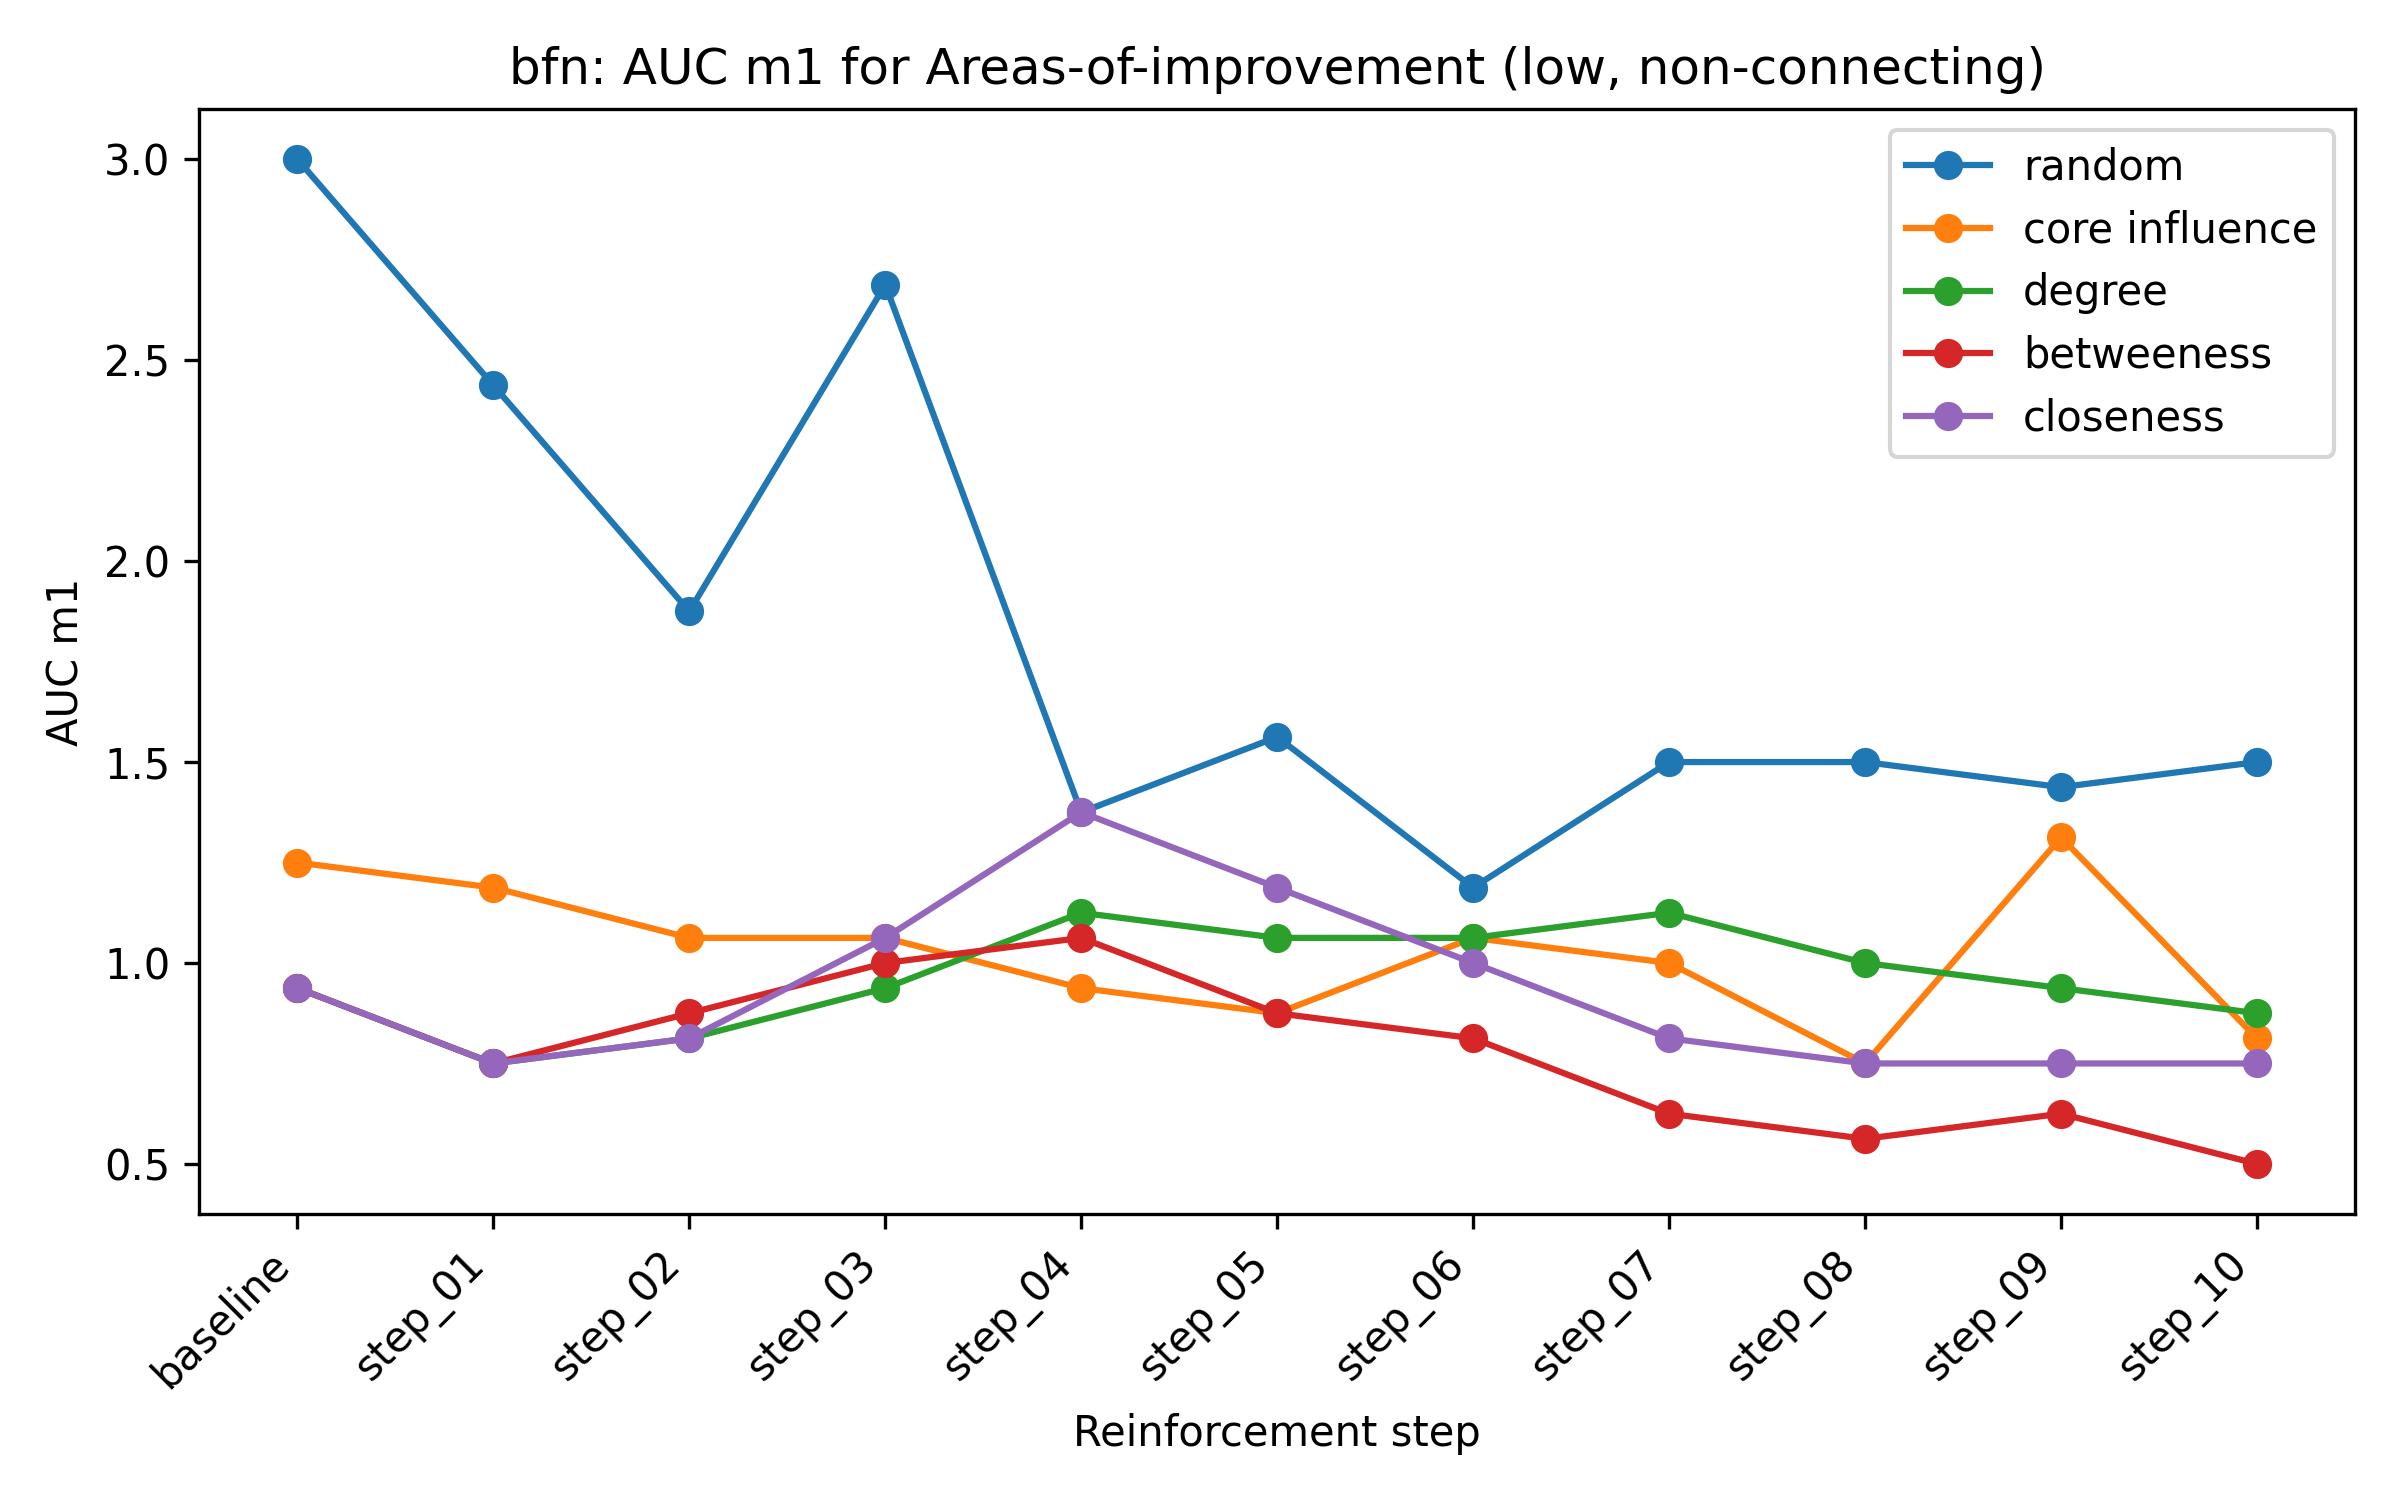 bfn: AUC m1 for Areas-of-improvement (low, non-connecting)
3.0
2.5
2.0
1.5
1.0
0.5
AUC m1
random
core influence
degree
betweeness
closeness
baseline
step_01
step_02
step_03
step_04
step_05
step_06
step_07
step_08
step_09
step_10
Reinforcement step